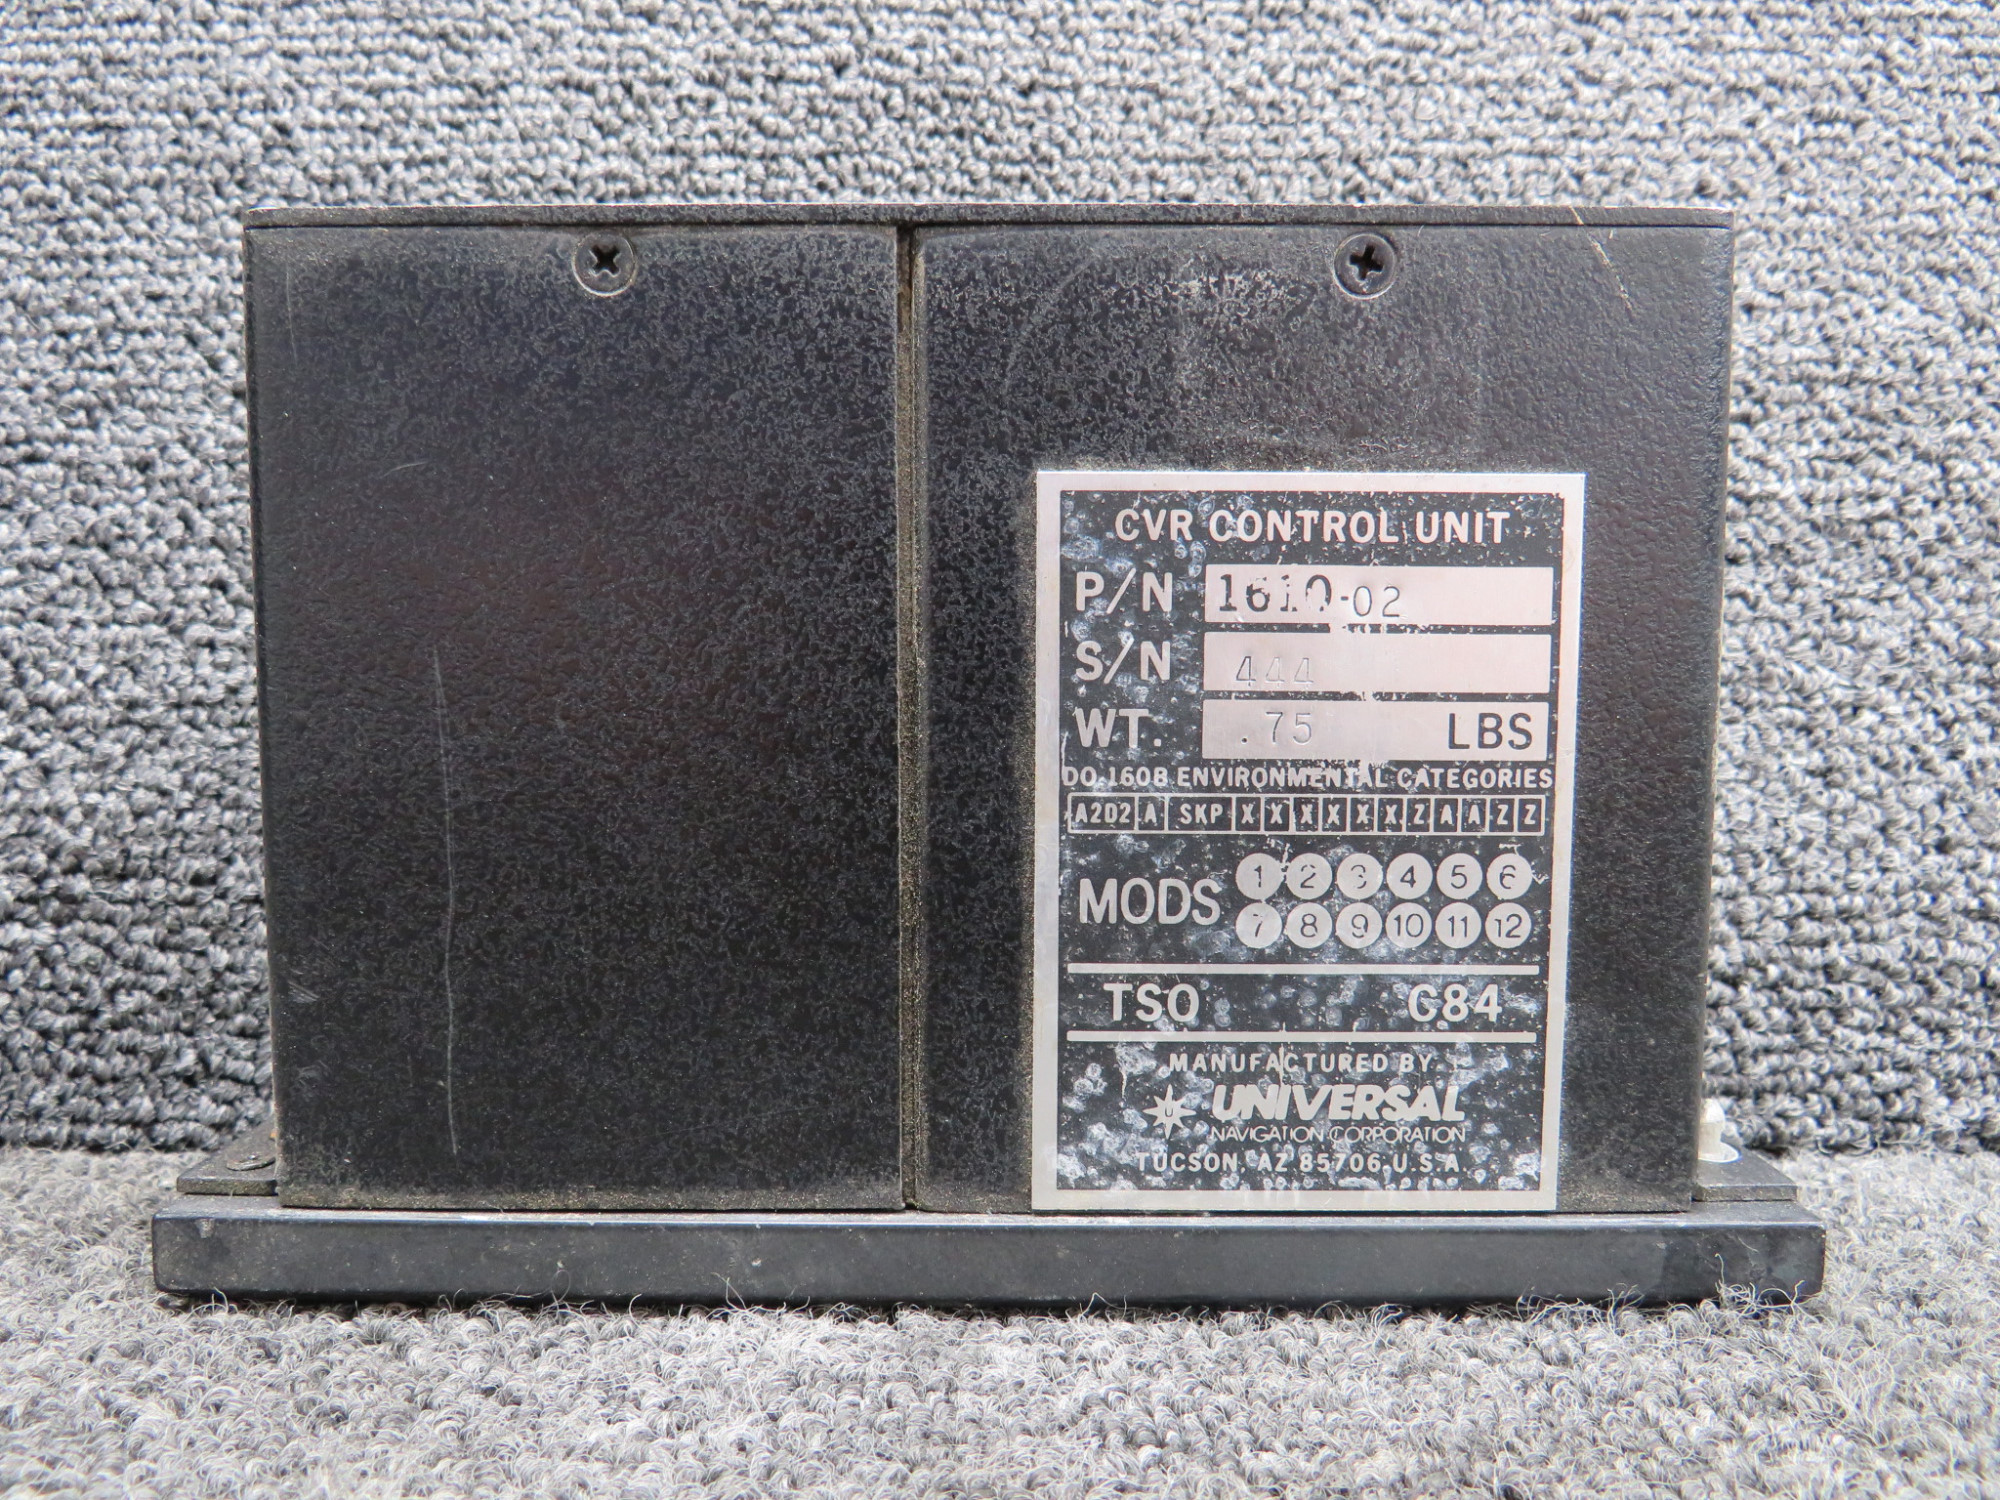 CVR CONTROL UNIT
P/N 1610-02
S/N 444
WT. .75 LBS
DO-160B ENVIRONMENTAL CATEGORIES
A2D2 A SKP X X X X X X Z A A Z Z
MODS 1 2 3 4 5 6
7 8 9 10 11 12
TSO C84
MANUFACTURED BY
U UNIVERSAL
NAVIGATION CORPORATION
TUCSON, AZ 85706, U.S.A.